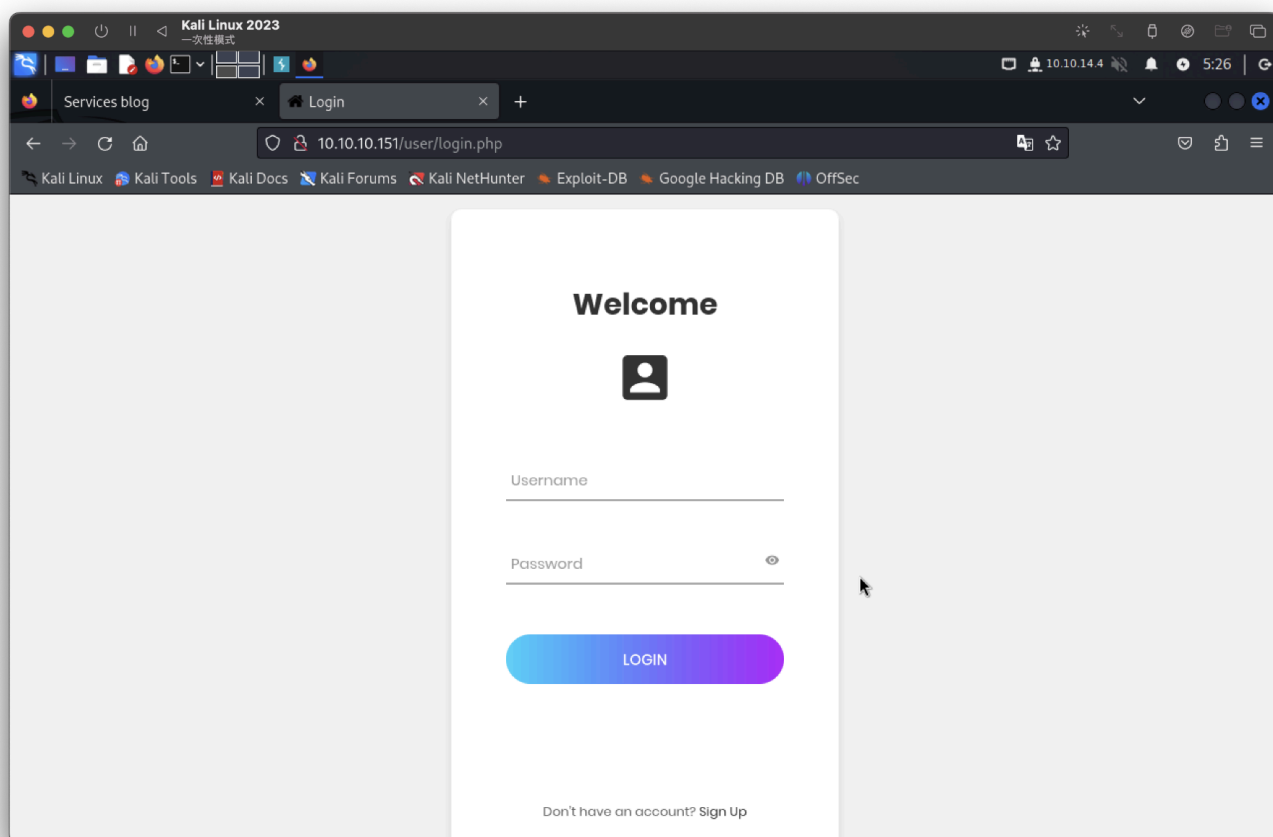 Kali Linux 2023
一次性模式
10.10.14.4 5:26
Services blog Login
10.10.10.151/user/login.php
Kali Linux Kali Tools Kali Docs Kali Forums Kali NetHunter Exploit-DB Google Hacking DB OffSec
Welcome
Username
Password
LOGIN
Don't have an account? Sign Up